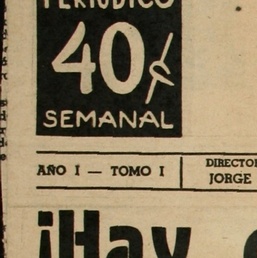 PERIODICO
40¢
SEMANAL
AÑO I — TOMO I
DIRECTOR
JORGE
¡Hay